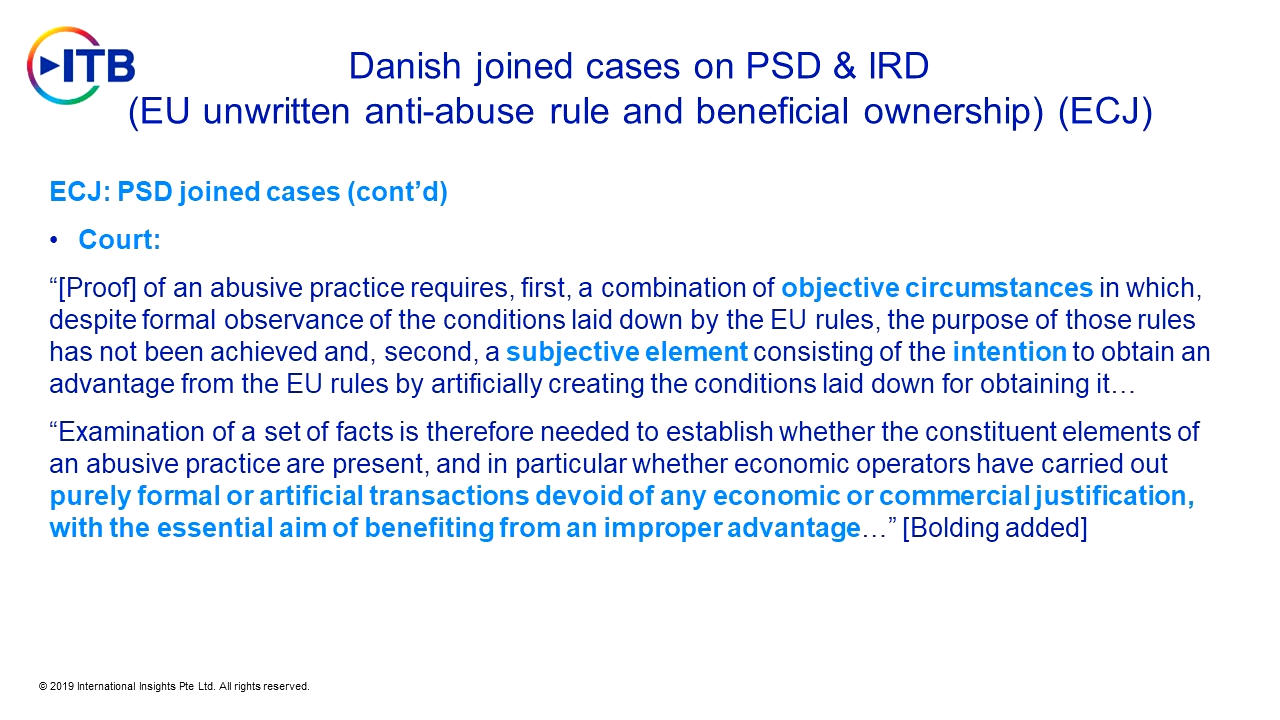 ITB
Danish joined cases on PSD & IRD
(EU unwritten anti-abuse rule and beneficial ownership) (ECJ)
ECJ: PSD joined cases (cont’d)
• Court:
“[Proof] of an abusive practice requires, first, a combination of objective circumstances in which,
despite formal observance of the conditions laid down by the EU rules, the purpose of those rules
has not been achieved and, second, a subjective element consisting of the intention to obtain an
advantage from the EU rules by artificially creating the conditions laid down for obtaining it…
“Examination of a set of facts is therefore needed to establish whether the constituent elements of
an abusive practice are present, and in particular whether economic operators have carried out
purely formal or artificial transactions devoid of any economic or commercial justification,
with the essential aim of benefiting from an improper advantage…” [Bolding added]
© 2019 International Insights Pte Ltd. All rights reserved.